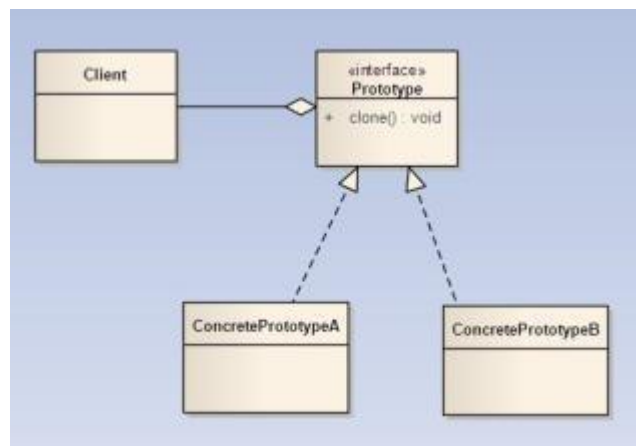 Client
«interface»
Prototype
+ clone() : void
ConcretePrototypeA
ConcretePrototypeB